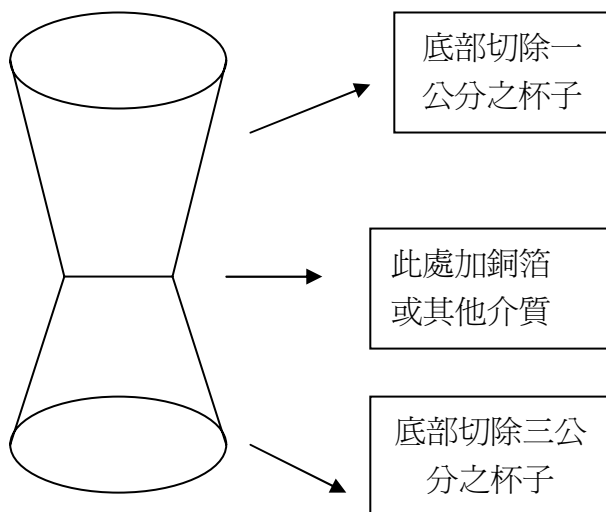 底部切除一
公分之杯子
此處加銅箔
或其他介質
底部切除三公
分之杯子